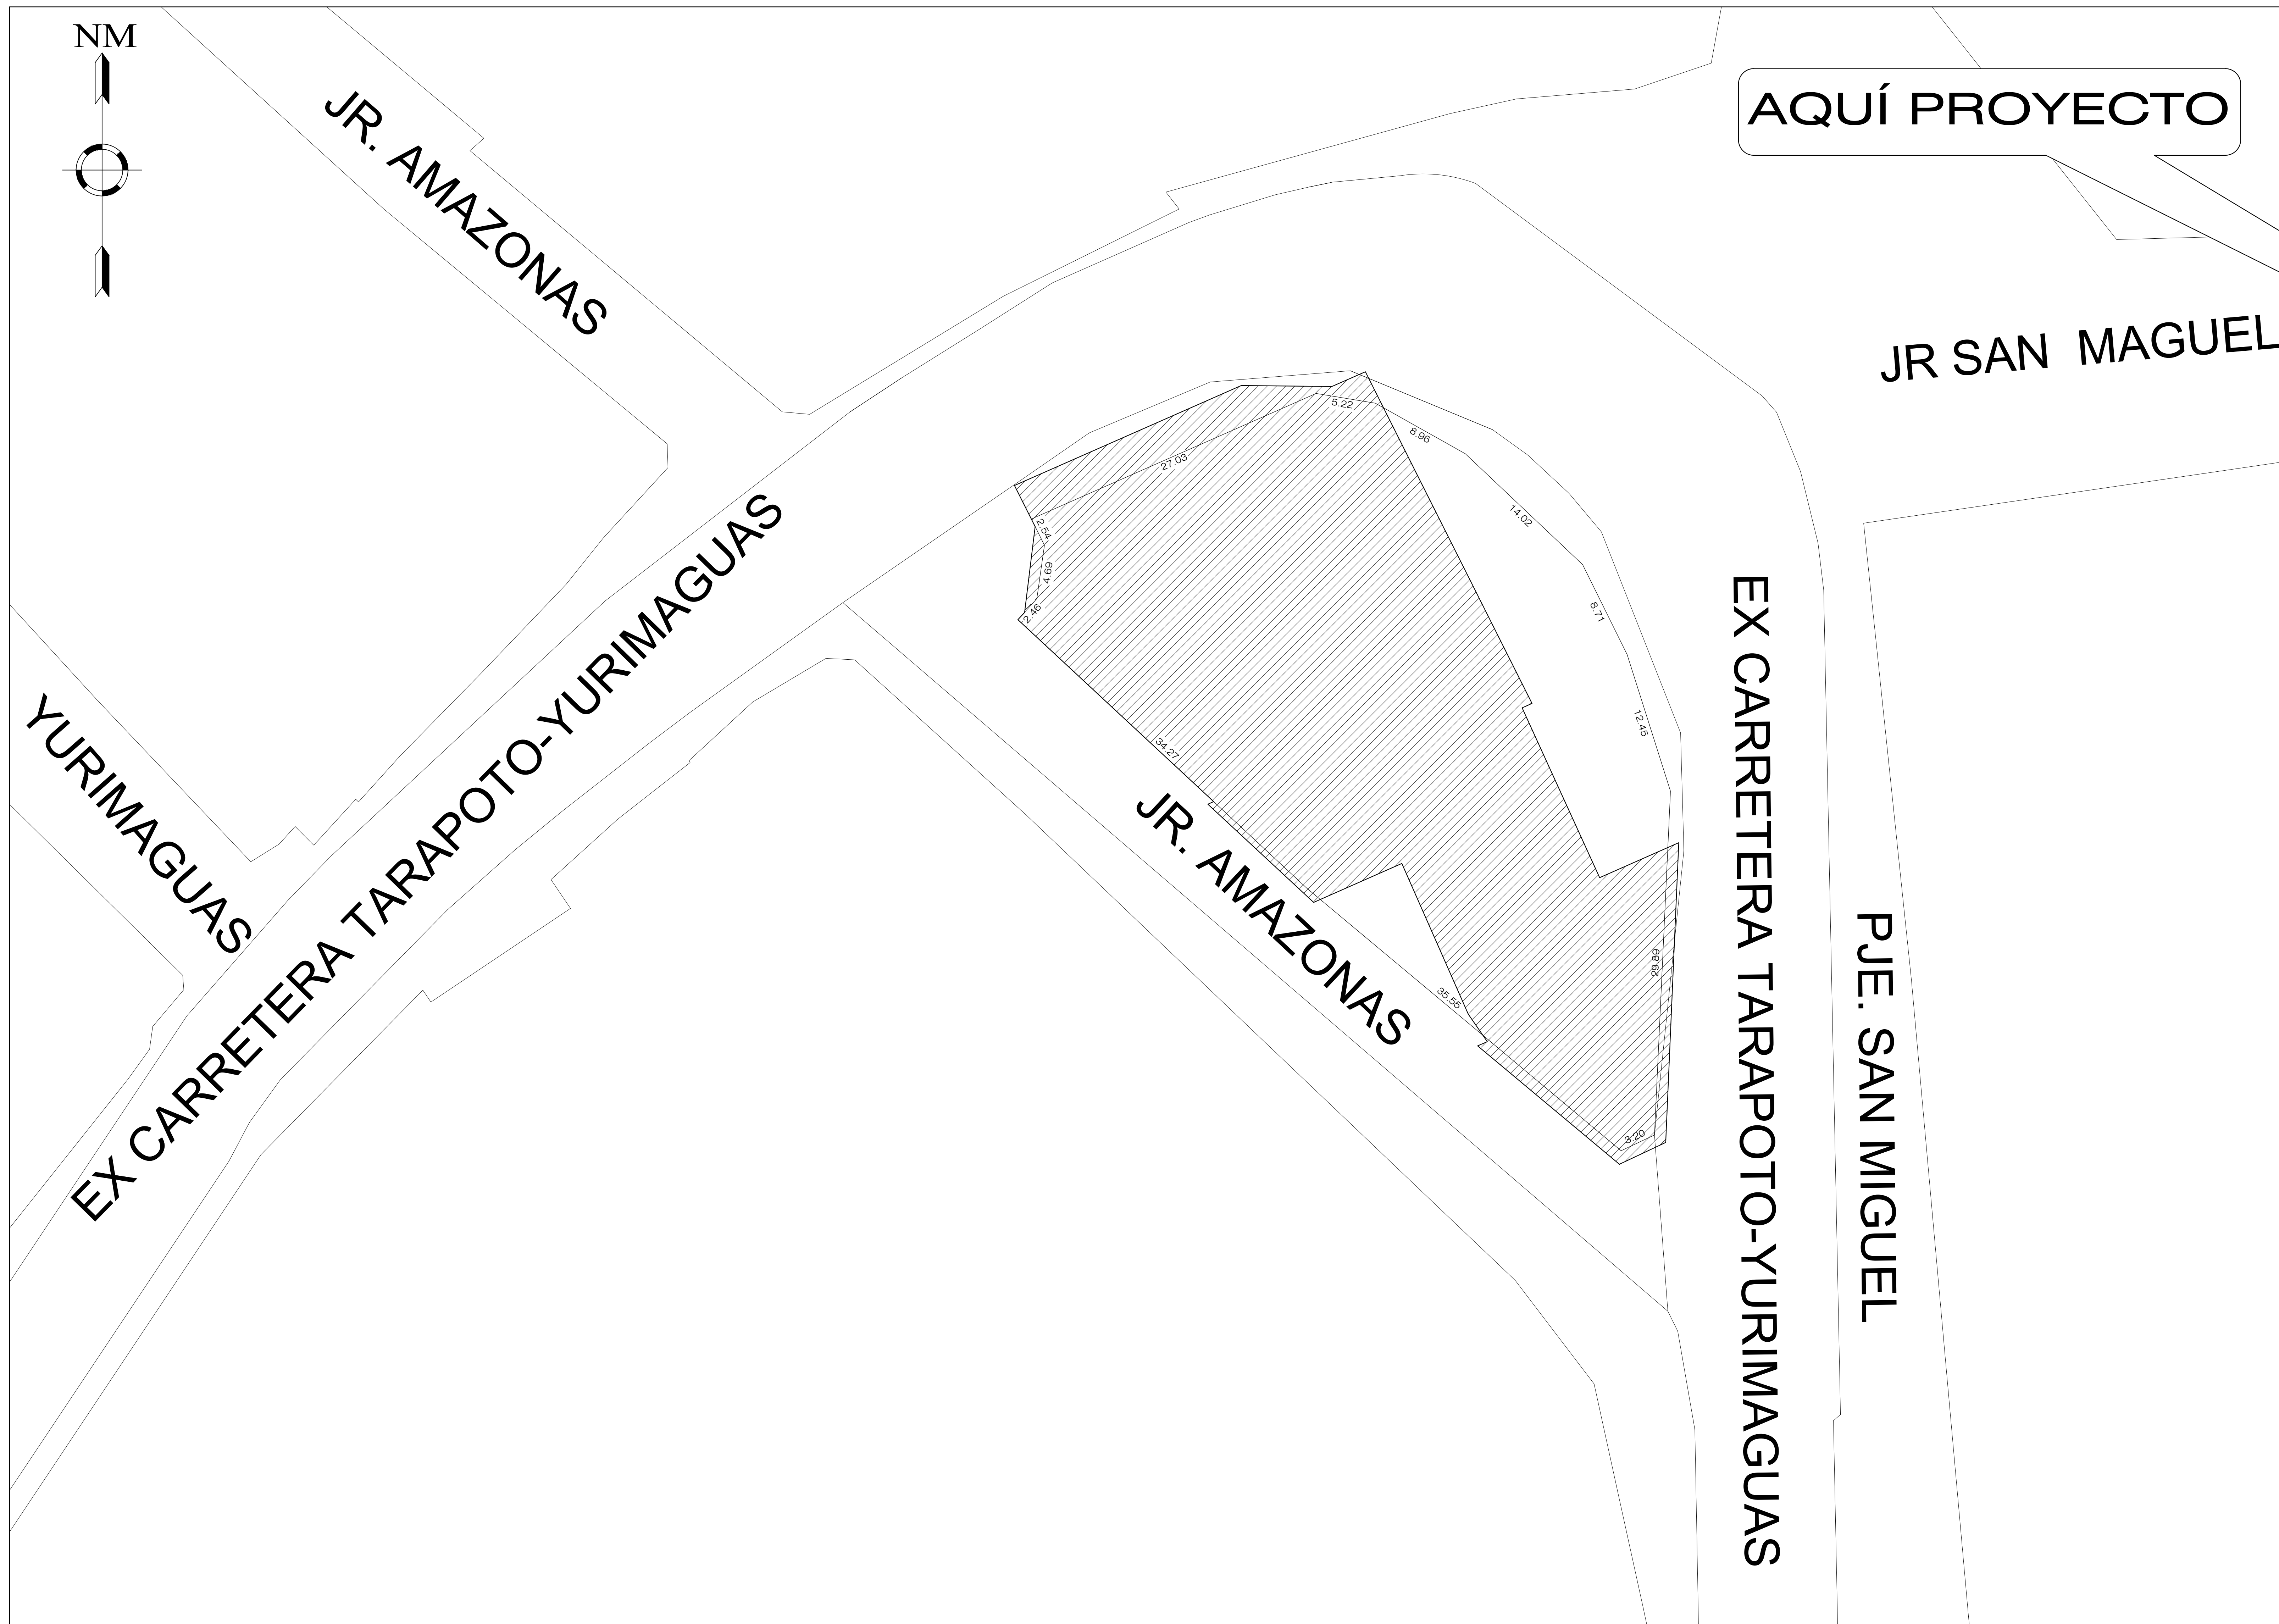 NM
JR. AMAZONAS
AQUÍ PROYECTO
JR SAN MAGUEL
5.22
8.96
27.03
14.02
2.54
4.69
2.46
8.71
12.45
34.27
EX CARRETERA TARAPOTO-YURIMAGUAS
YURIMAGUAS
JR. AMAZONAS
29.89
35.55
3.20
EX CARRETERA TARAPOTO-YURIMAGUAS
PJE. SAN MIGUEL